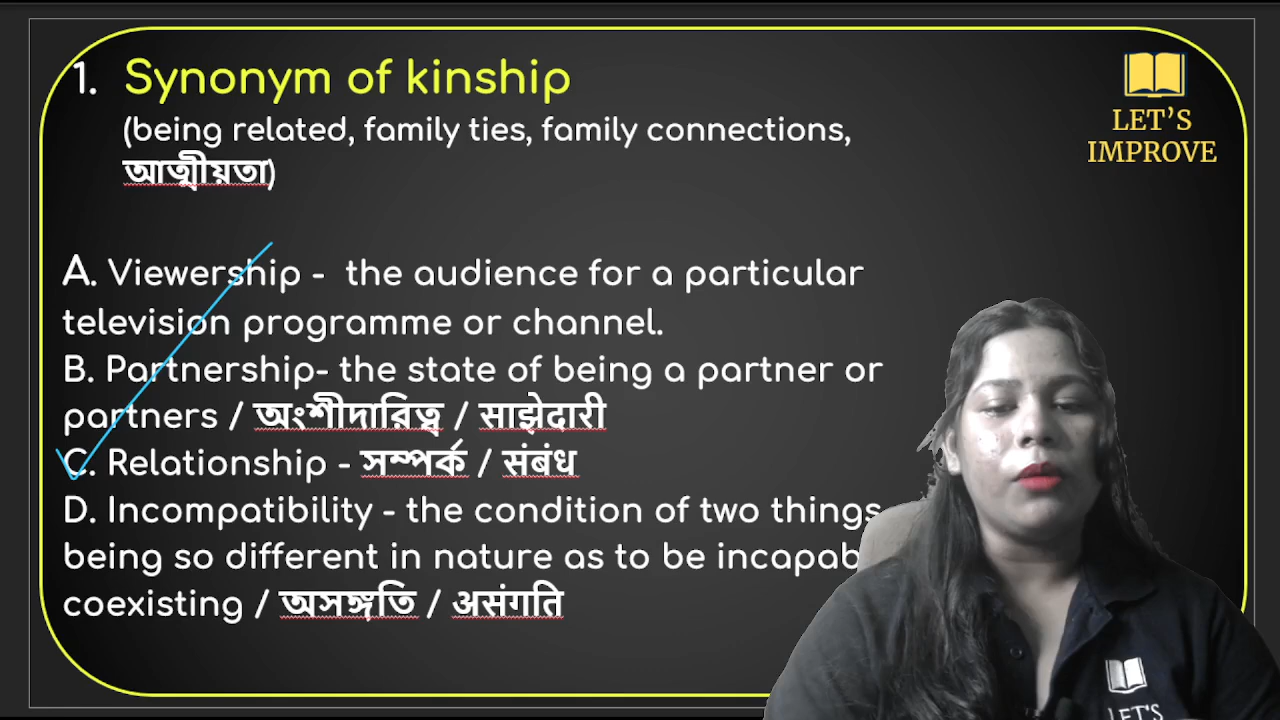 1. Synonym of kinship
(being related, family ties, family connections,
আত্মীয়তা)
LET'S
IMPROVE
A. Viewership - the audience for a particular
television programme or channel.
B. Partnership- the state of being a partner or
partners / অংশীদারিত্ব / साझेदारी
C. Relationship - সম্পর্ক / संबंध
D. Incompatibility - the condition of two things
being so different in nature as to be
coexisting / অসঙ্গতি / असंगति
LET'S